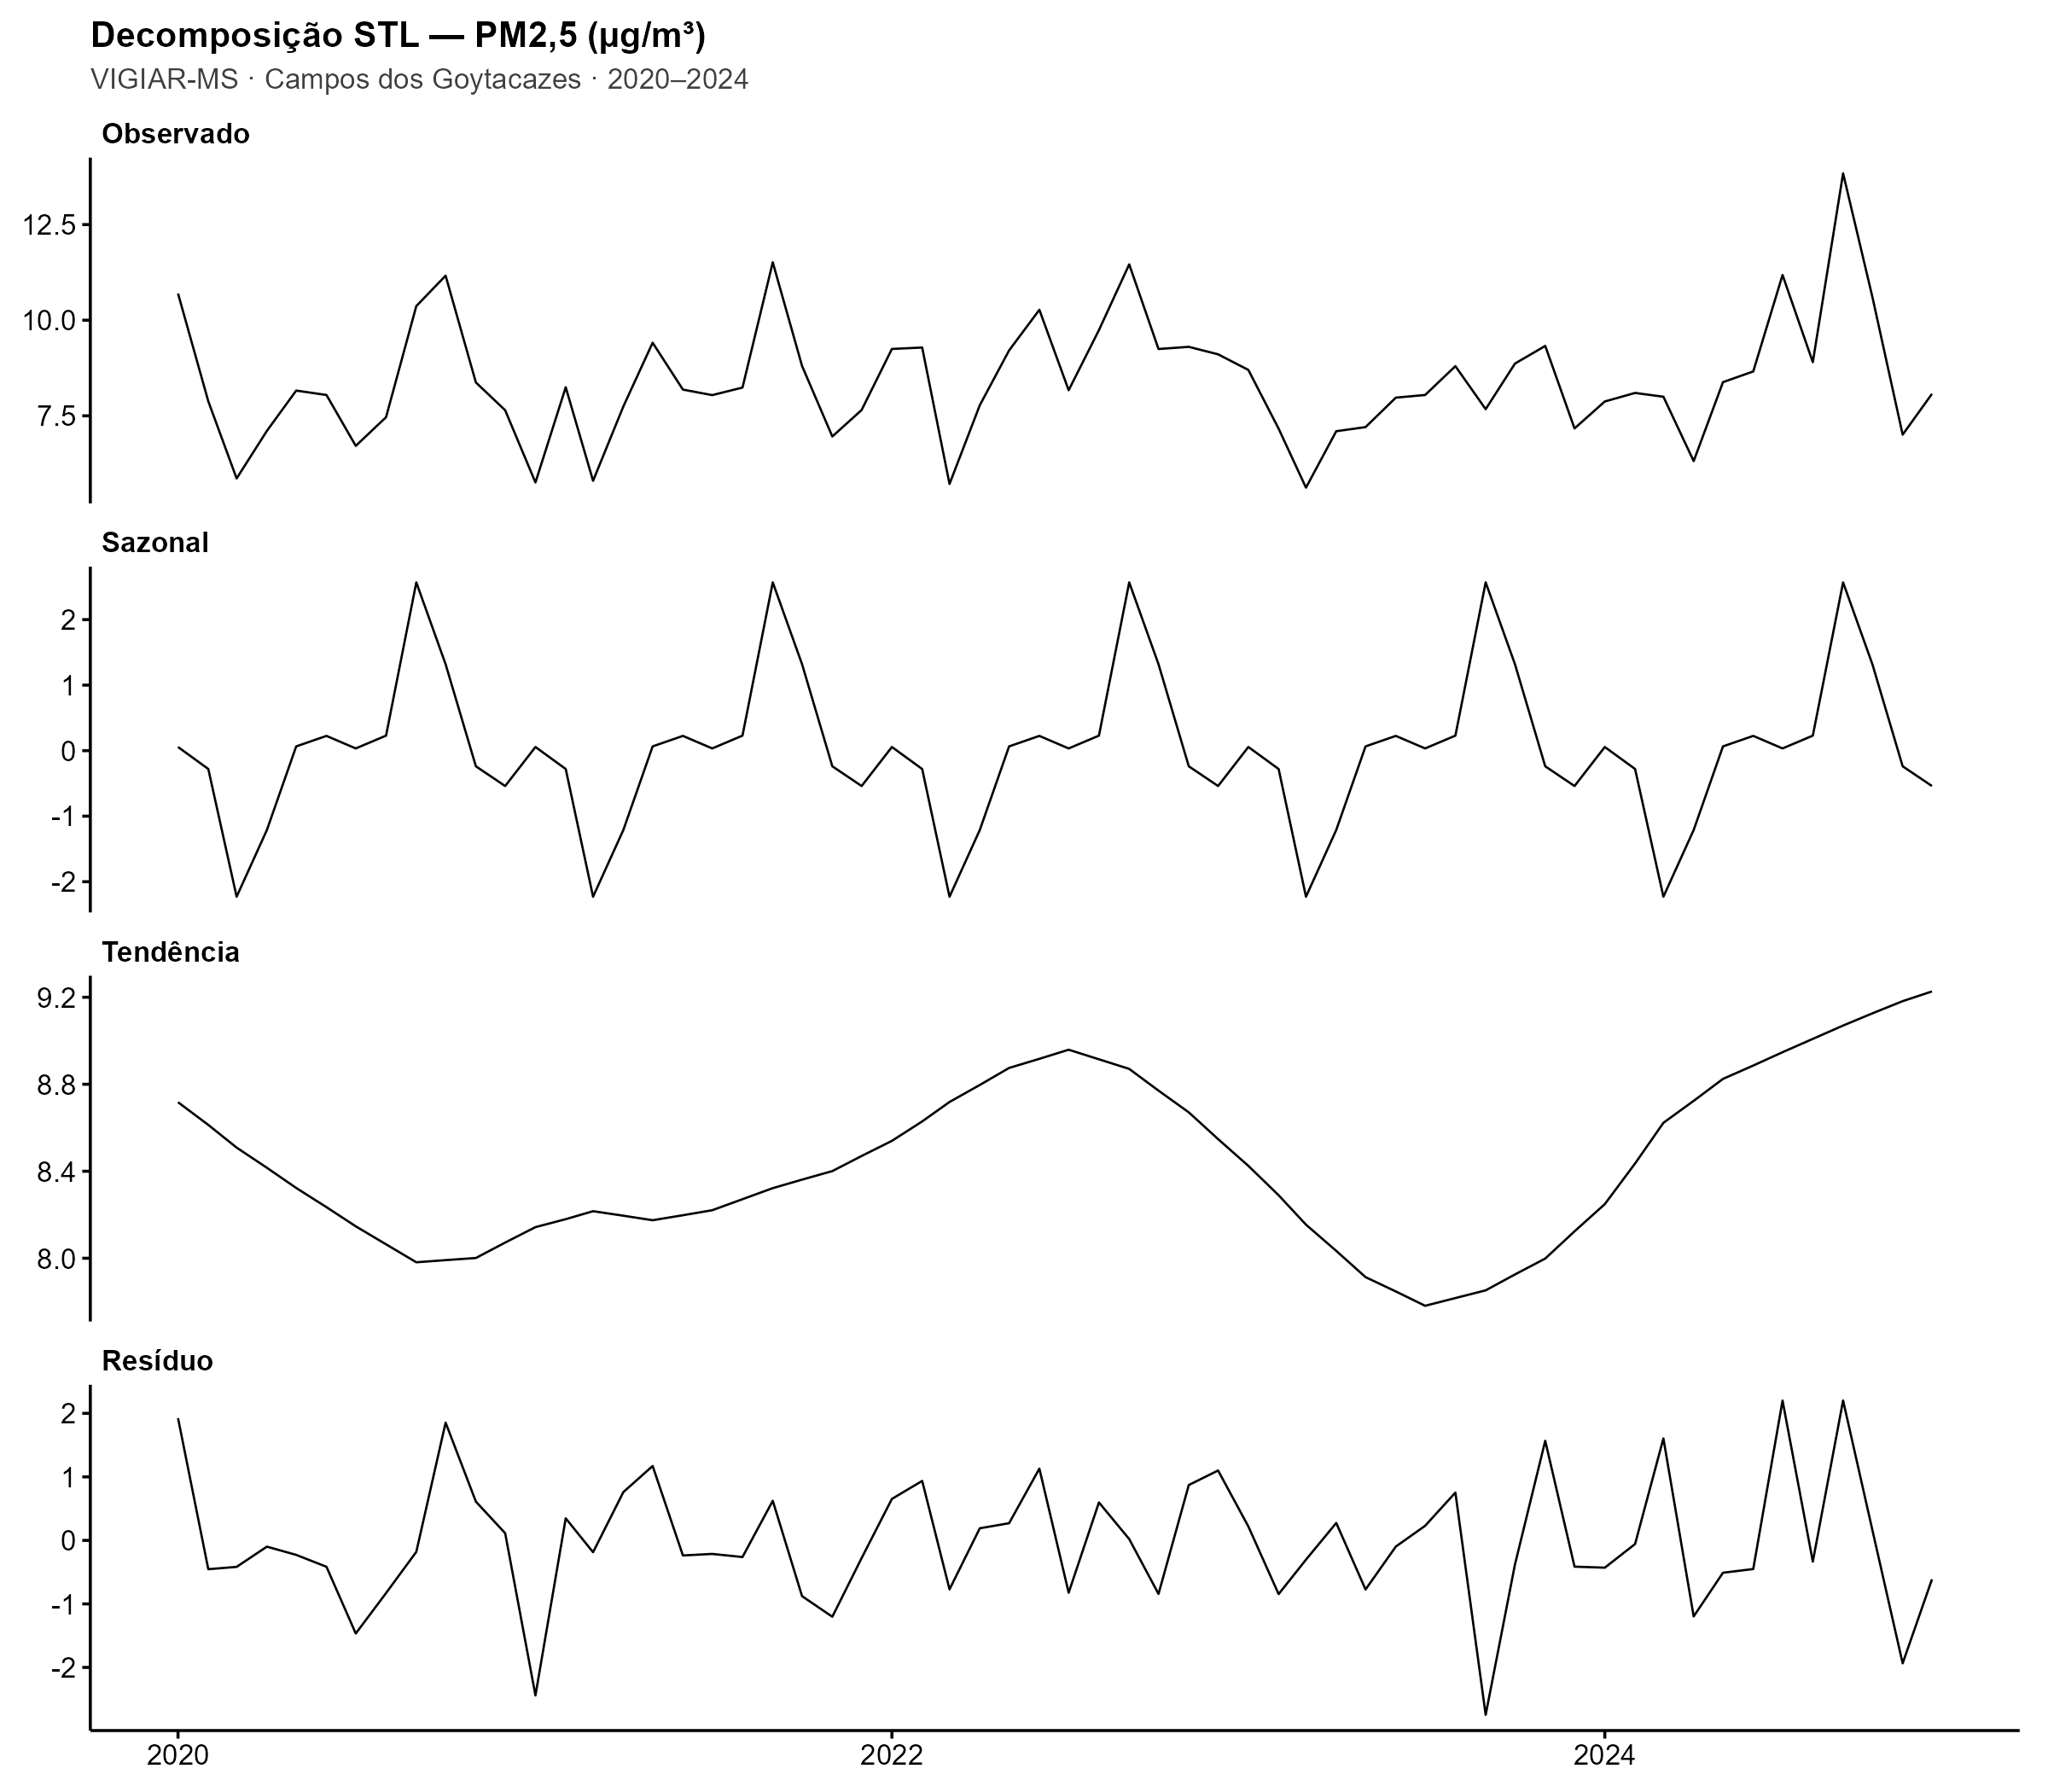 Decomposição STL — PM2,5 (µg/m³)
VIGIAR-MS · Campos dos Goytacazes · 2020–2024
Observado
12.5
10.0
7.5
Sazonal
2
1
0
-1
-2
Tendência
9.2
8.8
8.4
8.0
Resíduo
2
1
0
-1
-2
2020 2022 2024